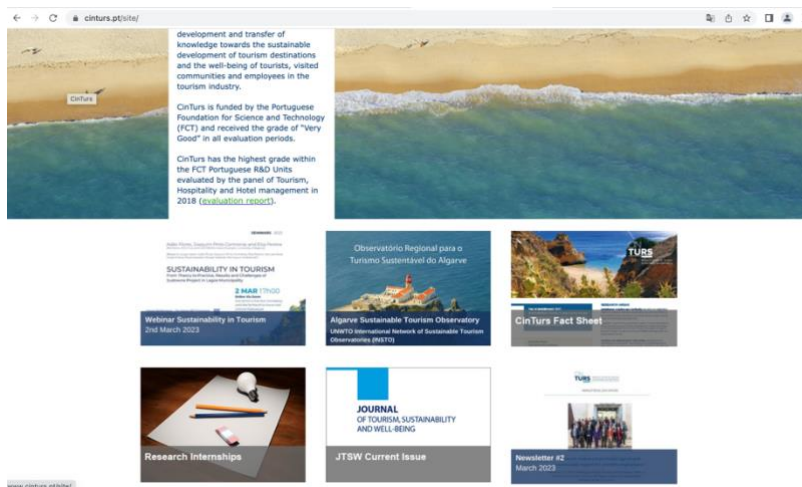 cinturs.pt/site/
development and transfer of
knowledge towards the sustainable
development of tourism destinations
and the well-being of tourists, visited
communities and employees in the
tourism industry.
CinTurs
CinTurs is funded by the Portuguese
Foundation for Science and Technology
(FCT) and received the grade of "Very
Good" in all evaluation periods.
CinTurs has the highest grade within
the FCT Portuguese R&D Units
evaluated by the panel of Tourism,
Hospitality and Hotel management in
2018 (evaluation report).
SUSTAINABILITY IN TOURISM
2 MAR 17h00
Webinar Sustainability in Tourism
2nd March 2023
Observatório Regional para o
Turismo Sustentável do Algarve
Algarve Sustainable Tourism Observatory
UNWTO International Network of Sustainable Tourism
Observatories (INSTO)
TURS
CinTurs Fact Sheet
Research Internships
JOURNAL
OF TOURISM, SUSTAINABILITY
AND WELL-BEING
JTSW Current Issue
TURS
Newsletter #2
March 2023
www.cinturs.pt/site/